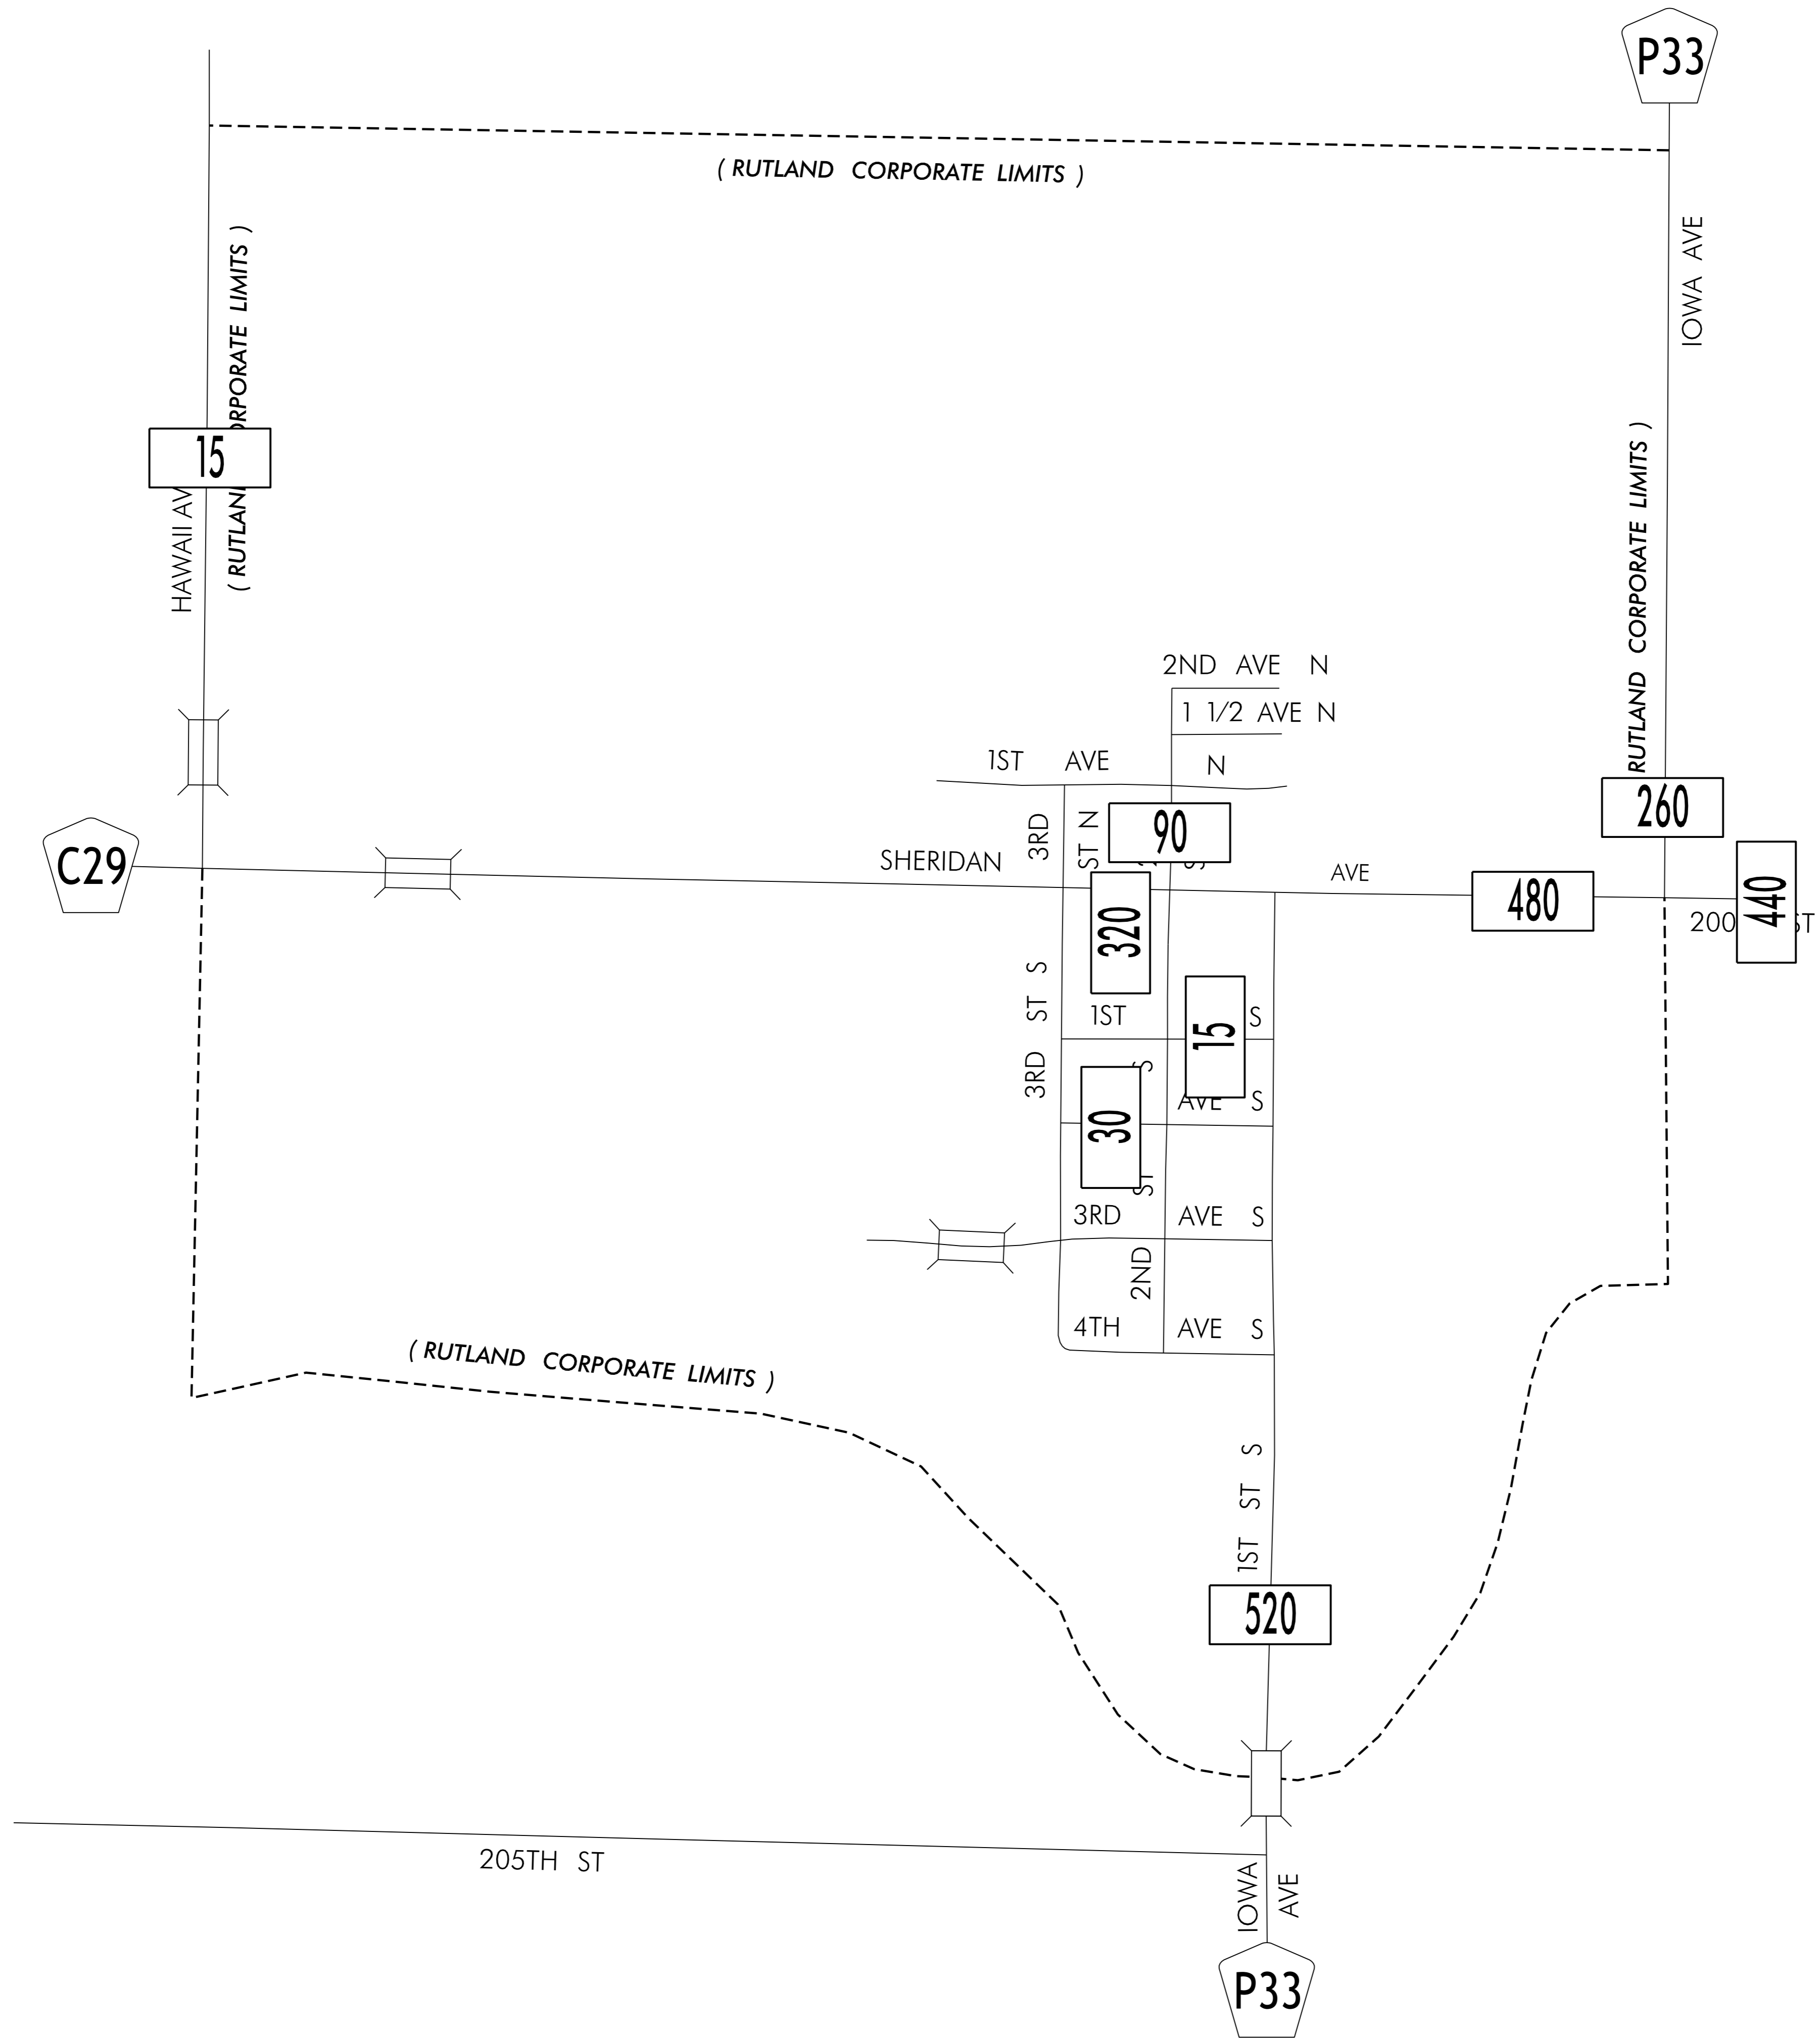 P33
( RUTLAND CORPORATE LIMITS )
IOWA AVE
15
HAWAII
2ND AVE N
1 1/2 AVE N
1ST AVE N
( RUTLAND CORPORATE LIMITS )
RUTLAND CORPORATE LIMITS )
3RD ST N
90
260
C29
SHERIDAN AVE
480
440
200 ST
320
3RD ST S
1ST S
15
3RD S
AVE S
30
ST
3RD AVE S
2ND
4TH AVE S
( RUTLAND CORPORATE LIMITS )
1ST ST S
520
205TH ST
IOWA AVE
P33